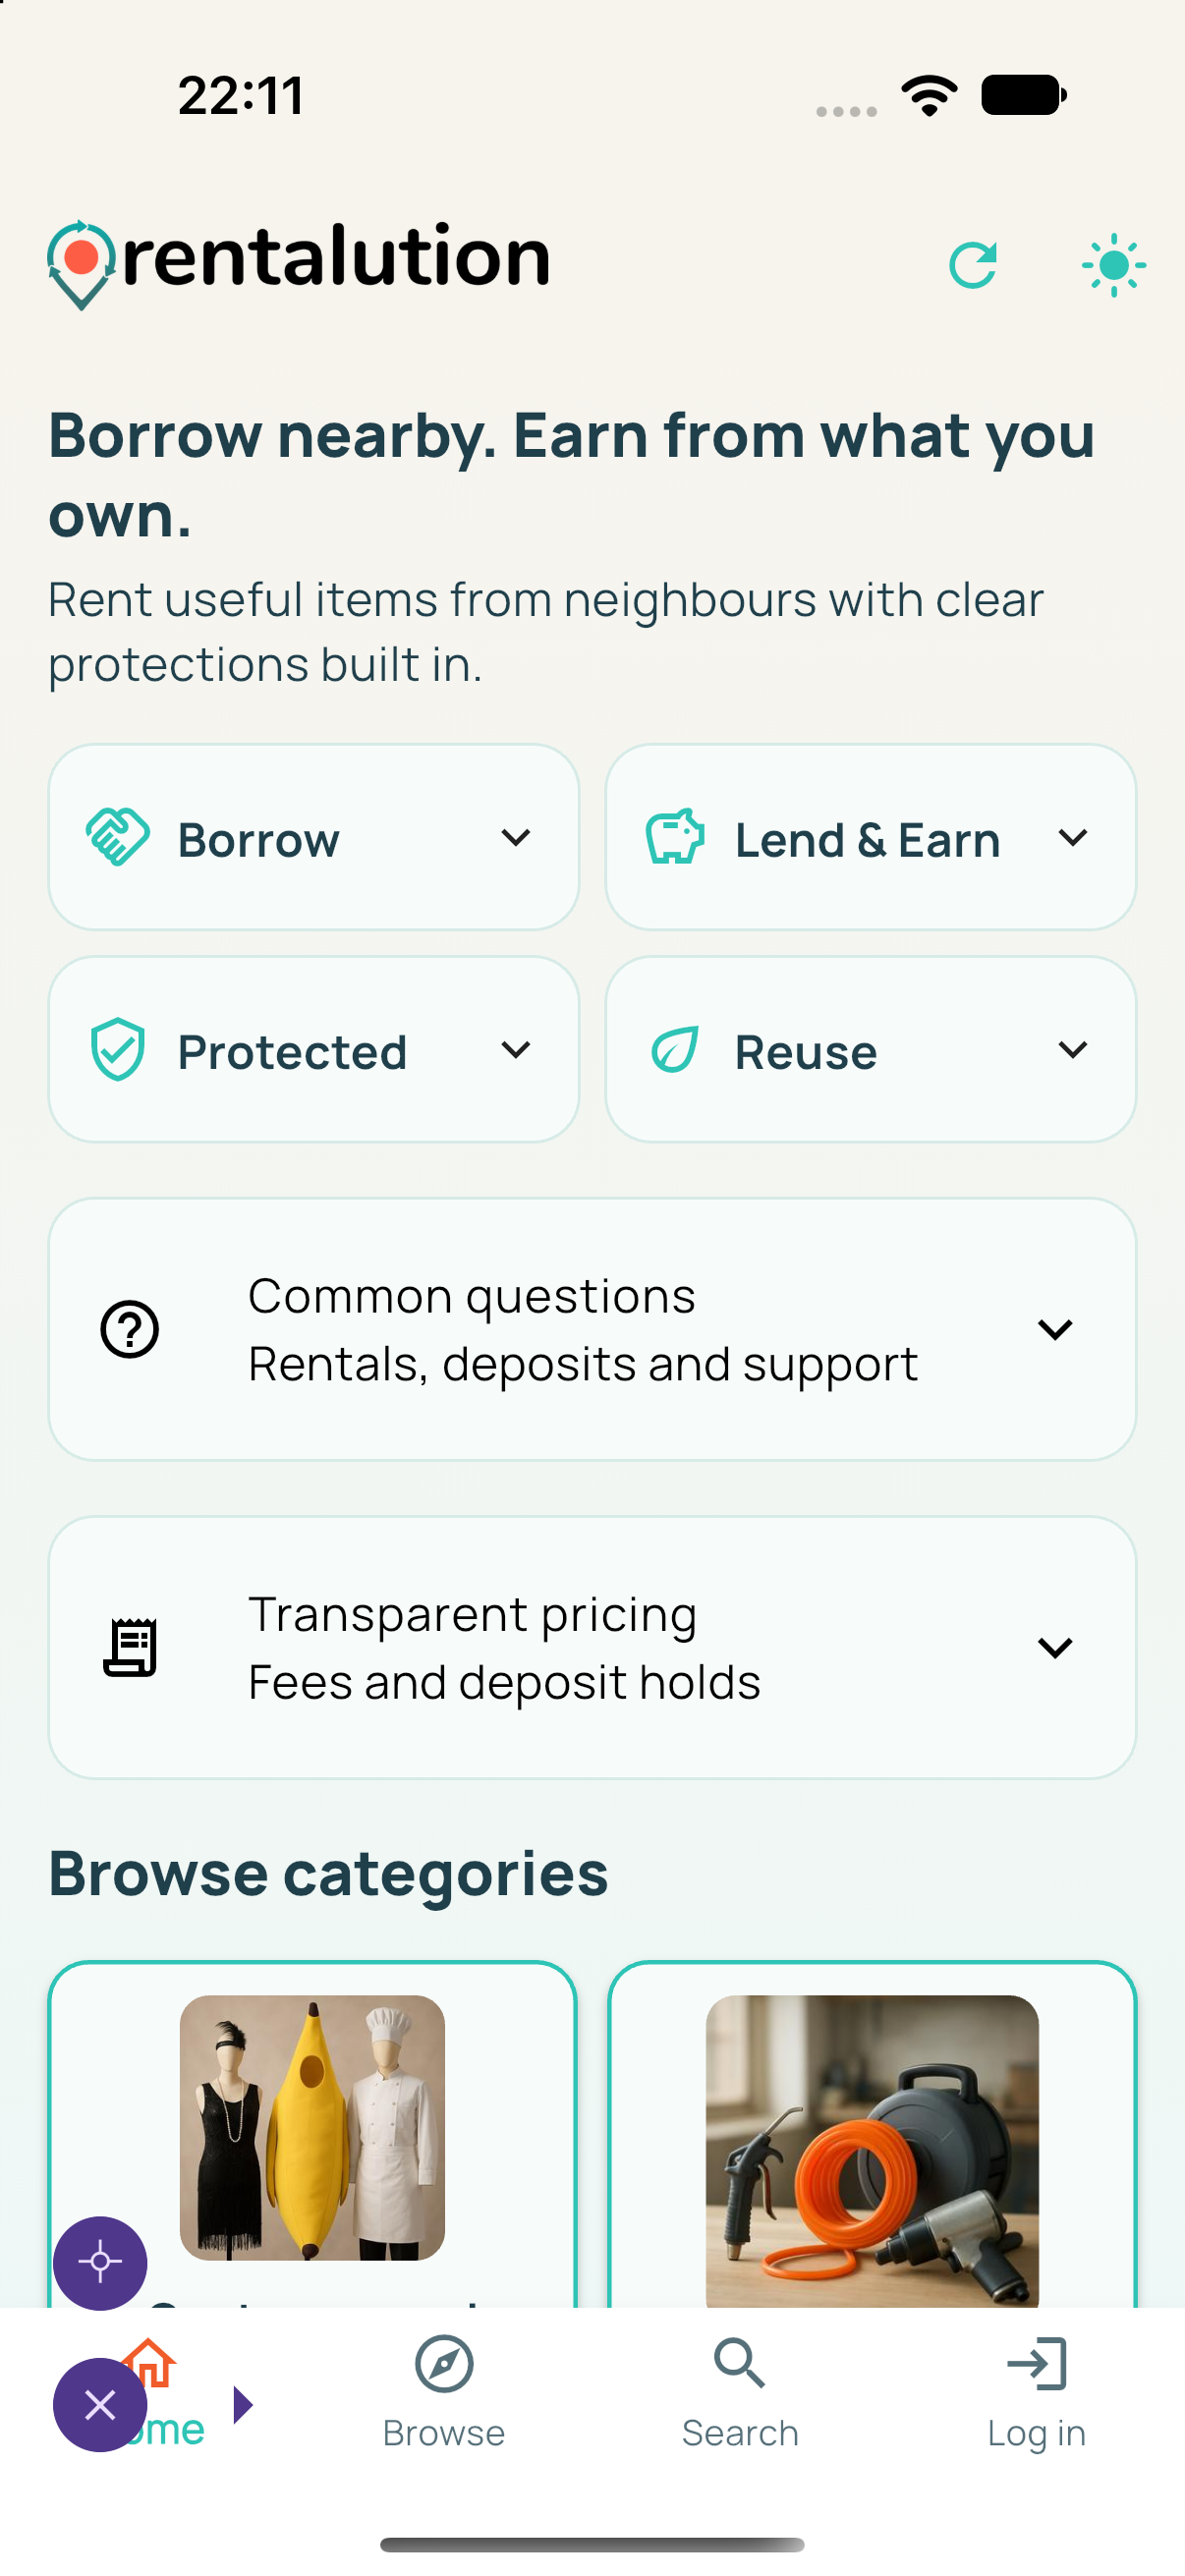 22:11
rentalution
Borrow nearby. Earn from what you
own.
Rent useful items from neighbours with clear
protections built in.
Borrow
Lend & Earn
Protected
Reuse
Common questions
Rentals, deposits and support
Transparent pricing
Fees and deposit holds
Browse categories
Browse
Search
Log in